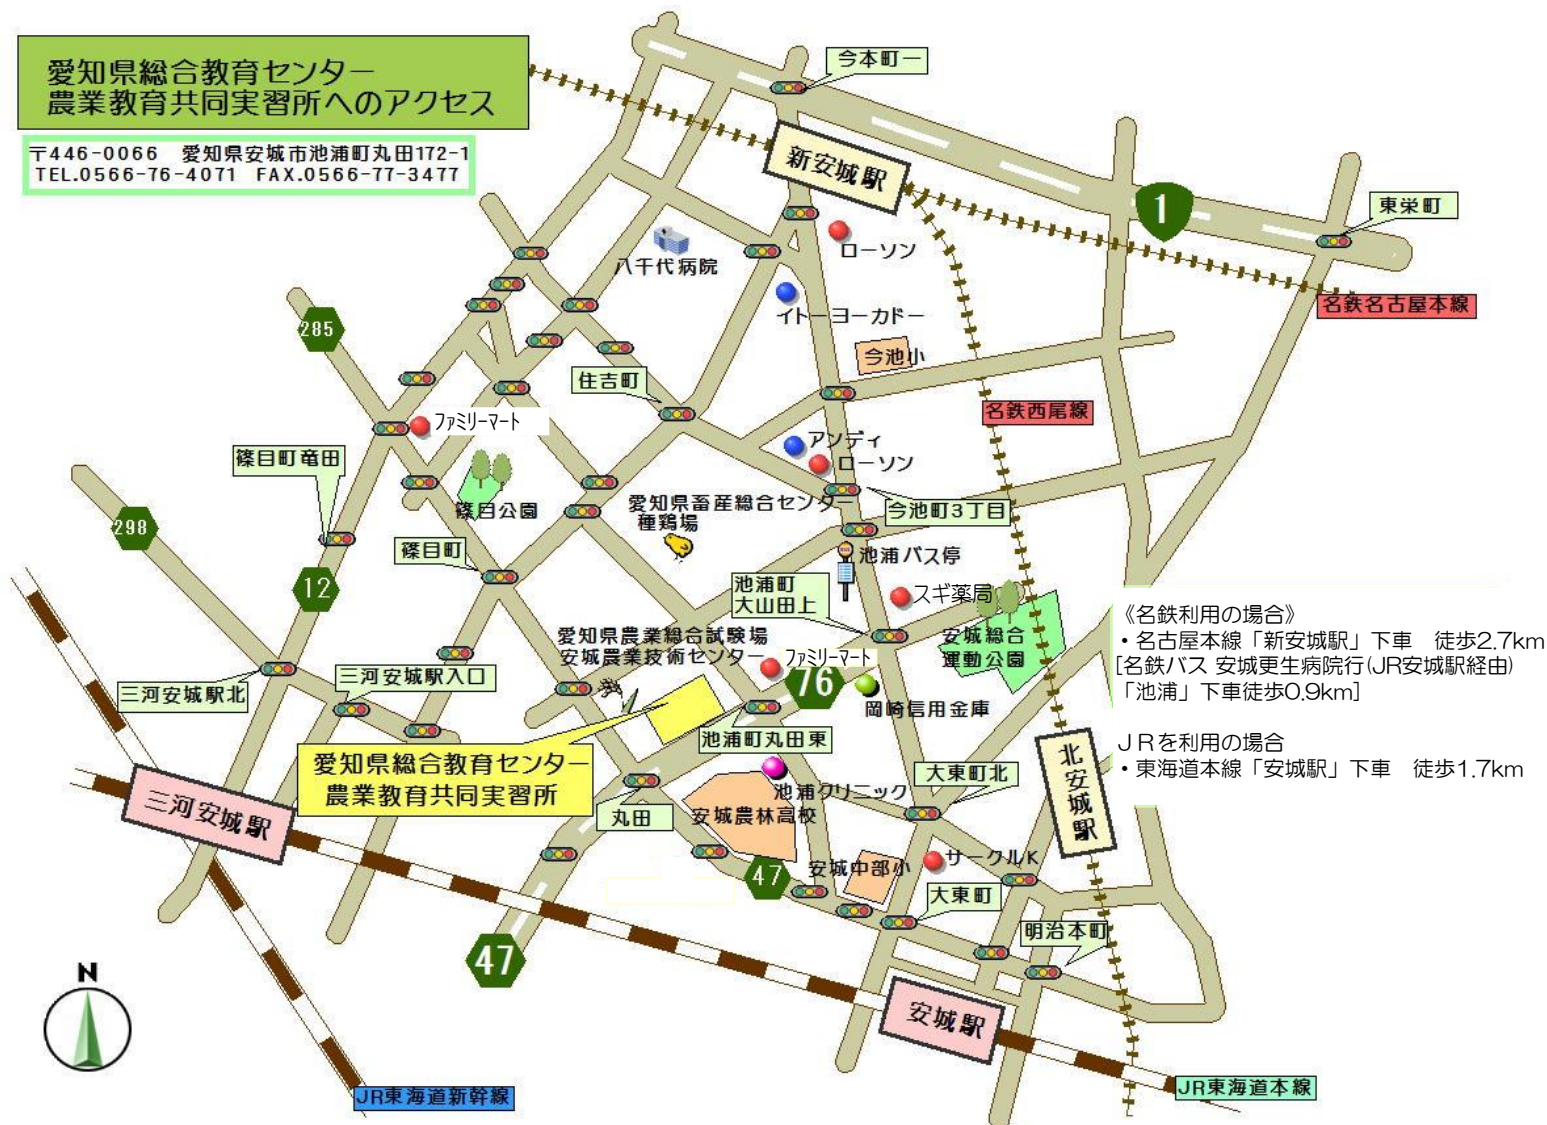 愛知県総合教育センター
農業教育共同実習所へのアクセス
〒446-0066　愛知県安城市池浦町丸田172-1
TEL.0566-76-4071　FAX.0566-77-3477
今本町一
新安城駅
1
東栄町
ローソン
八千代病院
名鉄名古屋本線
イトーヨーカドー
285
今池小
住吉町
名鉄西尾線
ファミリーマート
アンディ
ローソン
篠目町竜田
篠目公園
愛知県畜産総合センター
種鶏場
今池町3丁目
298
篠目町
池浦バス停
12
池浦町
大山田上
スギ薬局
安城総合
運動公園
《名鉄利用の場合》
・名古屋本線「新安城駅」下車　徒歩2.7km
[名鉄バス 安城更生病院行(JR安城駅経由)
「池浦」下車徒歩0.9km]
ＪＲを利用の場合
・東海道本線「安城駅」下車　徒歩1.7km
愛知県農業総合試験場
安城農業技術センター
ファミリーマート
76
三河安城駅北
三河安城駅入口
岡崎信用金庫
池浦町丸田東
愛知県総合教育センター
農業教育共同実習所
北安城駅
大東町北
池浦クリニック
三河安城駅
丸田
安城農林高校
47
安城中部小
サークルK
大東町
明治本町
47
N
安城駅
JR東海道新幹線
JR東海道本線